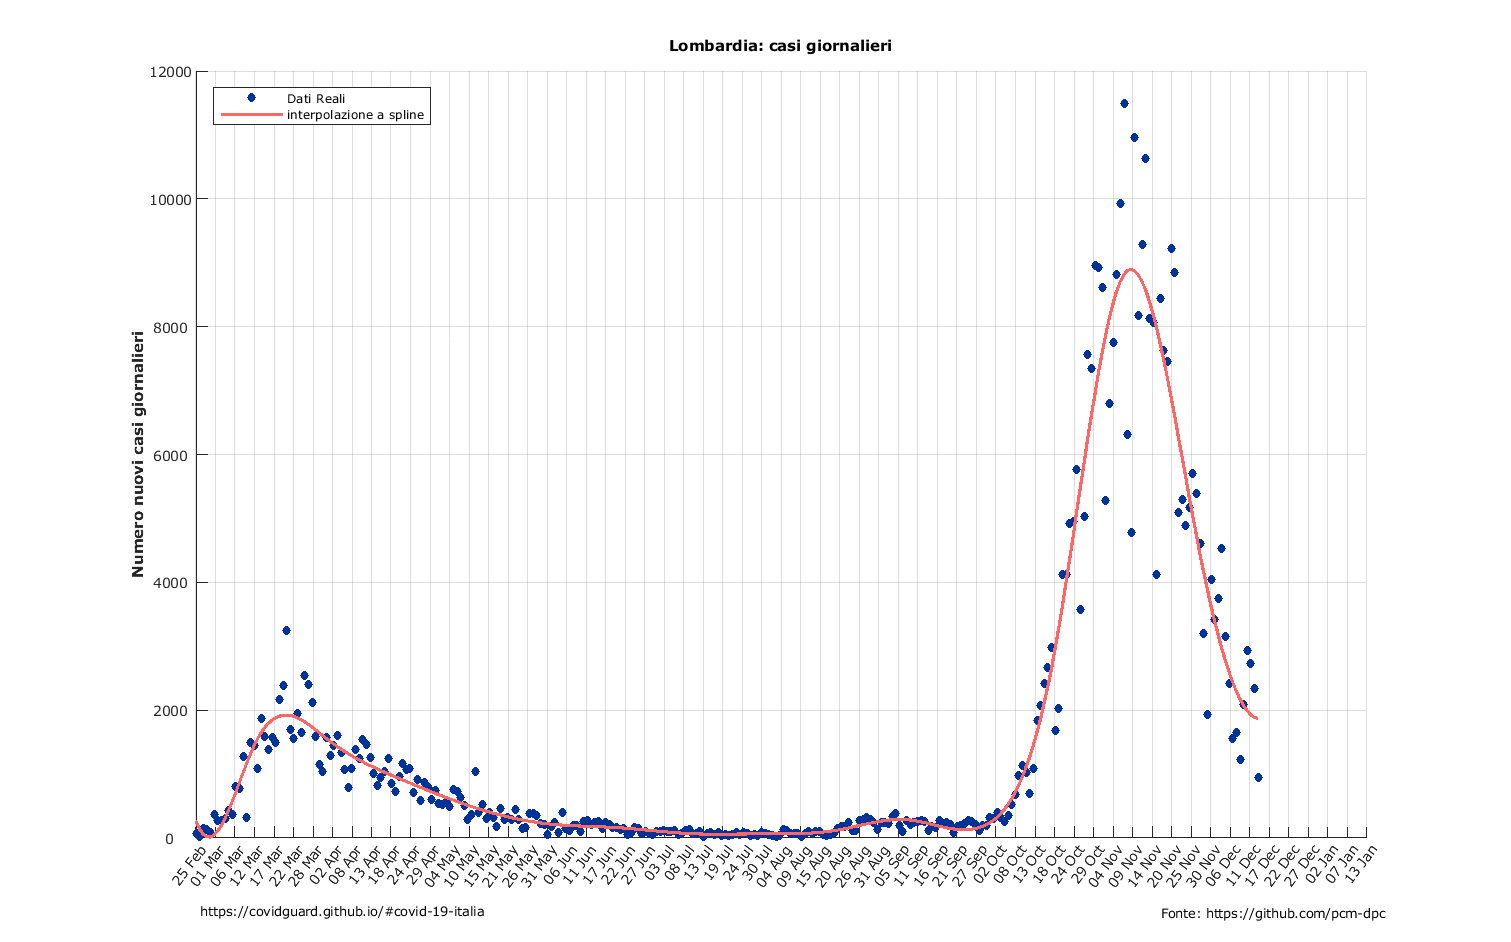 Lombardia: casi giornalieri
Dati Reali
interpolazione a spline
Numero nuovi casi giornalieri
12000
10000
8000
6000
4000
2000
0
25 Feb
01 Mar
06 Mar
12 Mar
17 Mar
22 Mar
28 Mar
02 Apr
08 Apr
13 Apr
18 Apr
24 Apr
29 Apr
04 May
10 May
15 May
21 May
26 May
31 May
06 Jun
11 Jun
17 Jun
22 Jun
27 Jun
03 Jul
08 Jul
13 Jul
19 Jul
24 Jul
30 Jul
04 Aug
09 Aug
15 Aug
20 Aug
26 Aug
31 Aug
05 Sep
11 Sep
16 Sep
21 Sep
27 Sep
02 Oct
08 Oct
13 Oct
18 Oct
24 Oct
29 Oct
04 Nov
09 Nov
14 Nov
20 Nov
25 Nov
30 Nov
06 Dec
11 Dec
17 Dec
22 Dec
27 Dec
02 Jan
07 Jan
13 Jan
https://covidguard.github.io/#covid-19-italia
Fonte: https://github.com/pcm-dpc